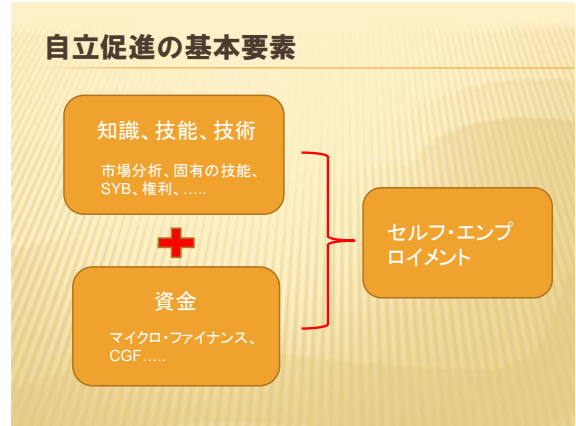 自立促進の基本要素
知識、技能、技術
市場分析、固有の技能、
SYB、権利、…..
資金
マイクロ・ファイナンス、
CGF…..
セルフ・エンプ
ロイメント